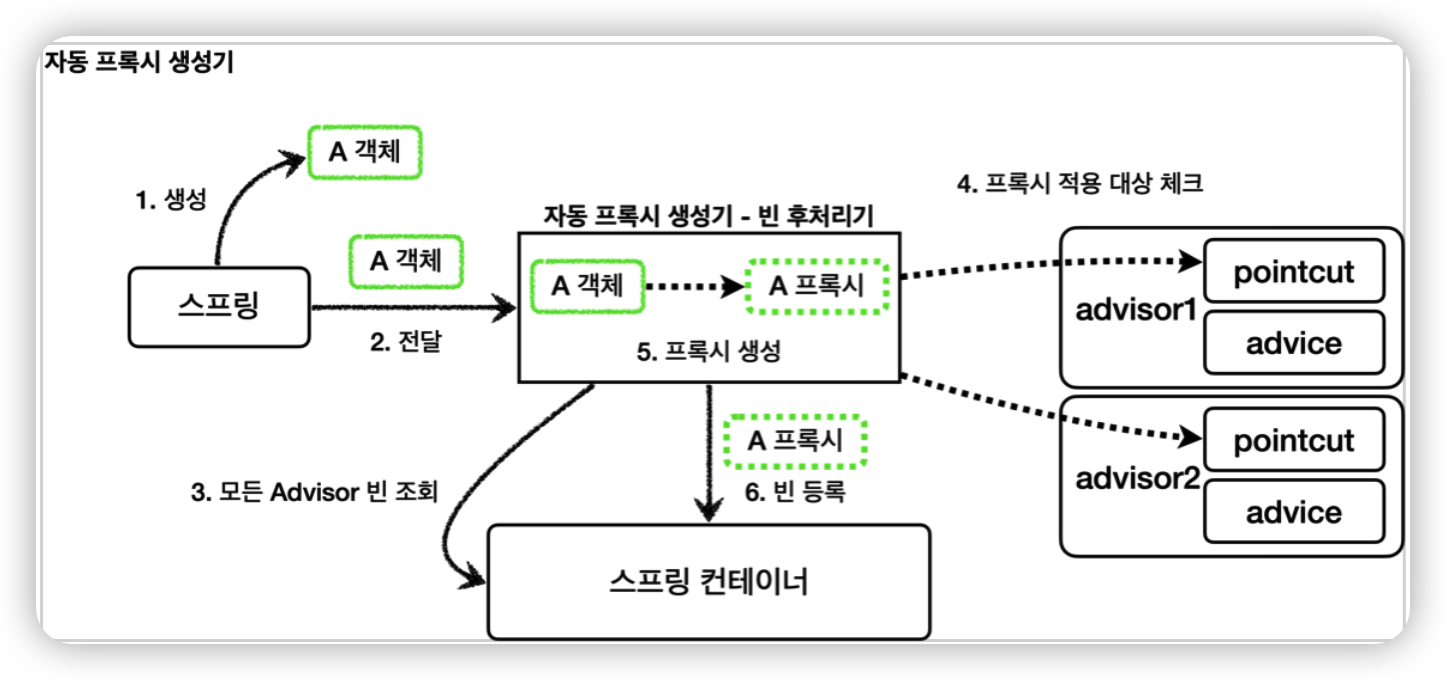 자동 프록시 생성기
A 객체
1. 생성
4. 프록시 적용 대상 체크
자동 프록시 생성기 - 빈 후처리기
A 객체
스프링
2. 전달
A 객체
A 프록시
5. 프록시 생성
pointcut
advisor1
advice
A 프록시
pointcut
advisor2
advice
3. 모든 Advisor 빈 조회
6. 빈 등록
스프링 컨테이너